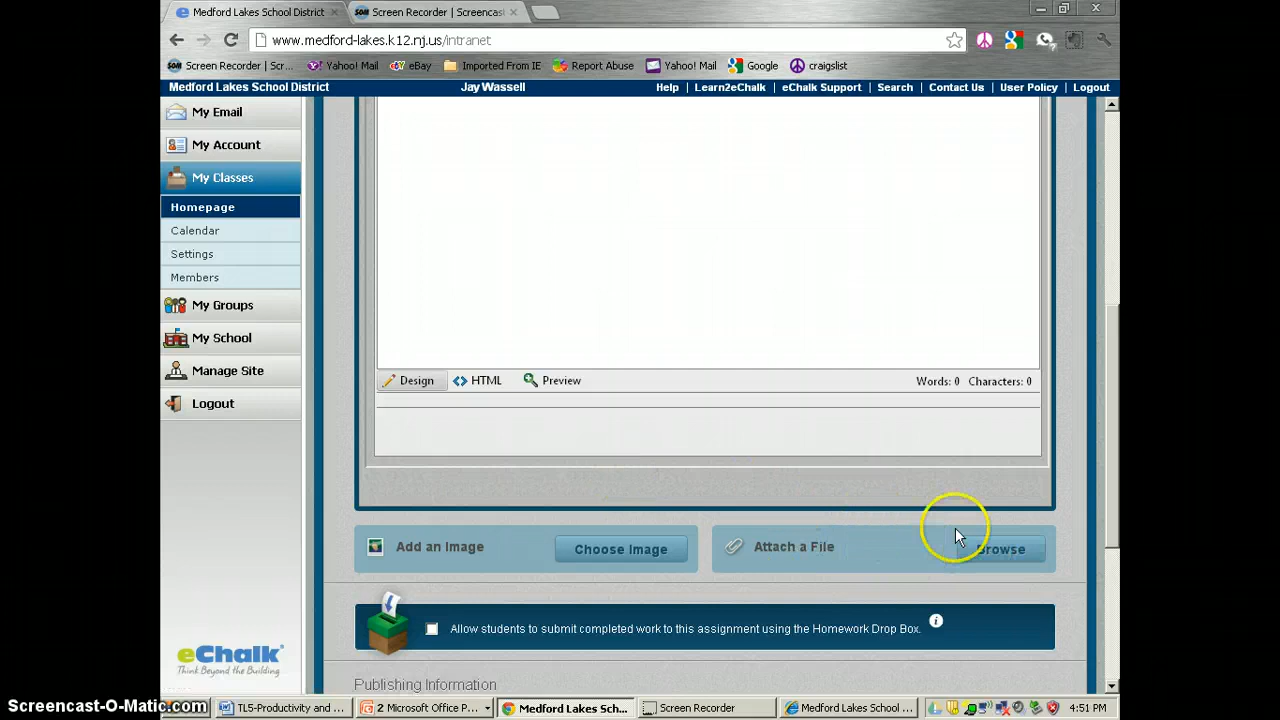 Medford Lakes School District
Screen Recorder | Screencast
www.medford-lakes.k12.nj.us/intranet
Screen Recorder | Scr... Yahoo! Mail eBay Imported From IE Report Abuse Yahoo! Mail Google craigslist
Medford Lakes School District Jay Wassell Help | Learn2eChalk | eChalk Support | Search | Contact Us | User Policy | Logout
My Email
My Account
My Classes
Homepage
Calendar
Settings
Members
My Groups
My School
Manage Site
Logout
Design HTML Preview Words: 0 Characters: 0
Add an Image Choose Image Attach a File Browse
Allow students to submit completed work to this assignment using the Homework Drop Box. i
eChalk
Think Beyond the Building
Publishing Information
Screencast-O-Matic.com TL5-Productivity and ... 2 Microsoft Office P... Medford Lakes Sc... Screen Recorder Medford Lakes School ... 4:51 PM